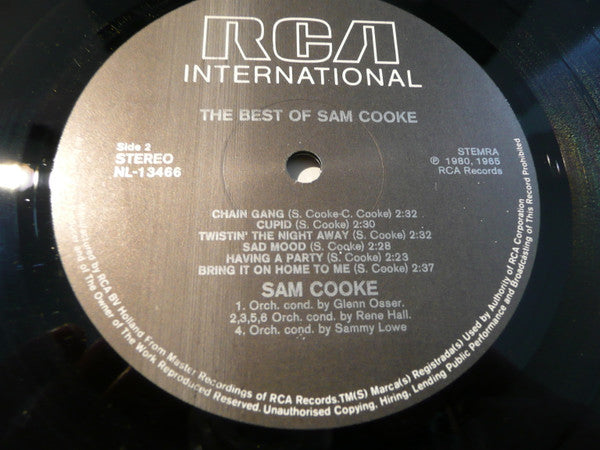 RCA
INTERNATIONAL
THE BEST OF SAM COOKE
Side 2
STEREO
NL-13466
STEMRA
℗ 1980, 1985
RCA Records
CHAIN GANG (S. Cooke-C. Cooke) 2:32
CUPID (S. Cooke) 2:30
TWISTIN' THE NIGHT AWAY (S. Cooke) 2:32
SAD MOOD (S. Cooke) 2:28
HAVING A PARTY (S. Cooke) 2:23
BRING IT ON HOME TO ME (S. Cooke) 2:37
SAM COOKE
1. Orch. cond. by Glenn Osser.
2,3,5,6 Orch. cond. by Rene Hall.
4. Orch. cond. by Sammy Lowe
by RCA BV Holland From Master Recordings of RCA Records.TM(S) Marca(s) Registrada(s) Used by Authority of RCA Corporation
of The Owner of The Work Reproduced Reserved. Unauthorised Copying, Hiring, Lending Public Performance and Broadcasting of This Record Prohibited